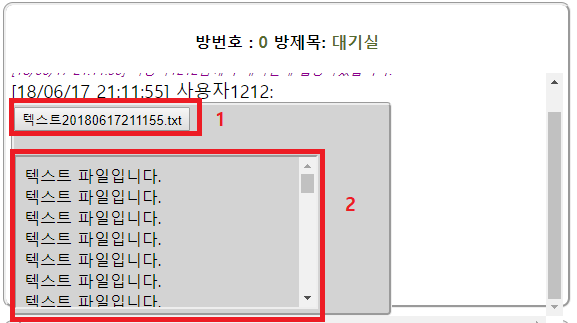 방번호 : 0 방제목: 대기실
[18/06/17 21:11:55] 사용자1212:
텍스트20180617211155.txt
1
텍스트 파일입니다.
텍스트 파일입니다.
텍스트 파일입니다.
2
텍스트 파일입니다.
텍스트 파일입니다.
텍스트 파일입니다.
텍스트 파일입니다.